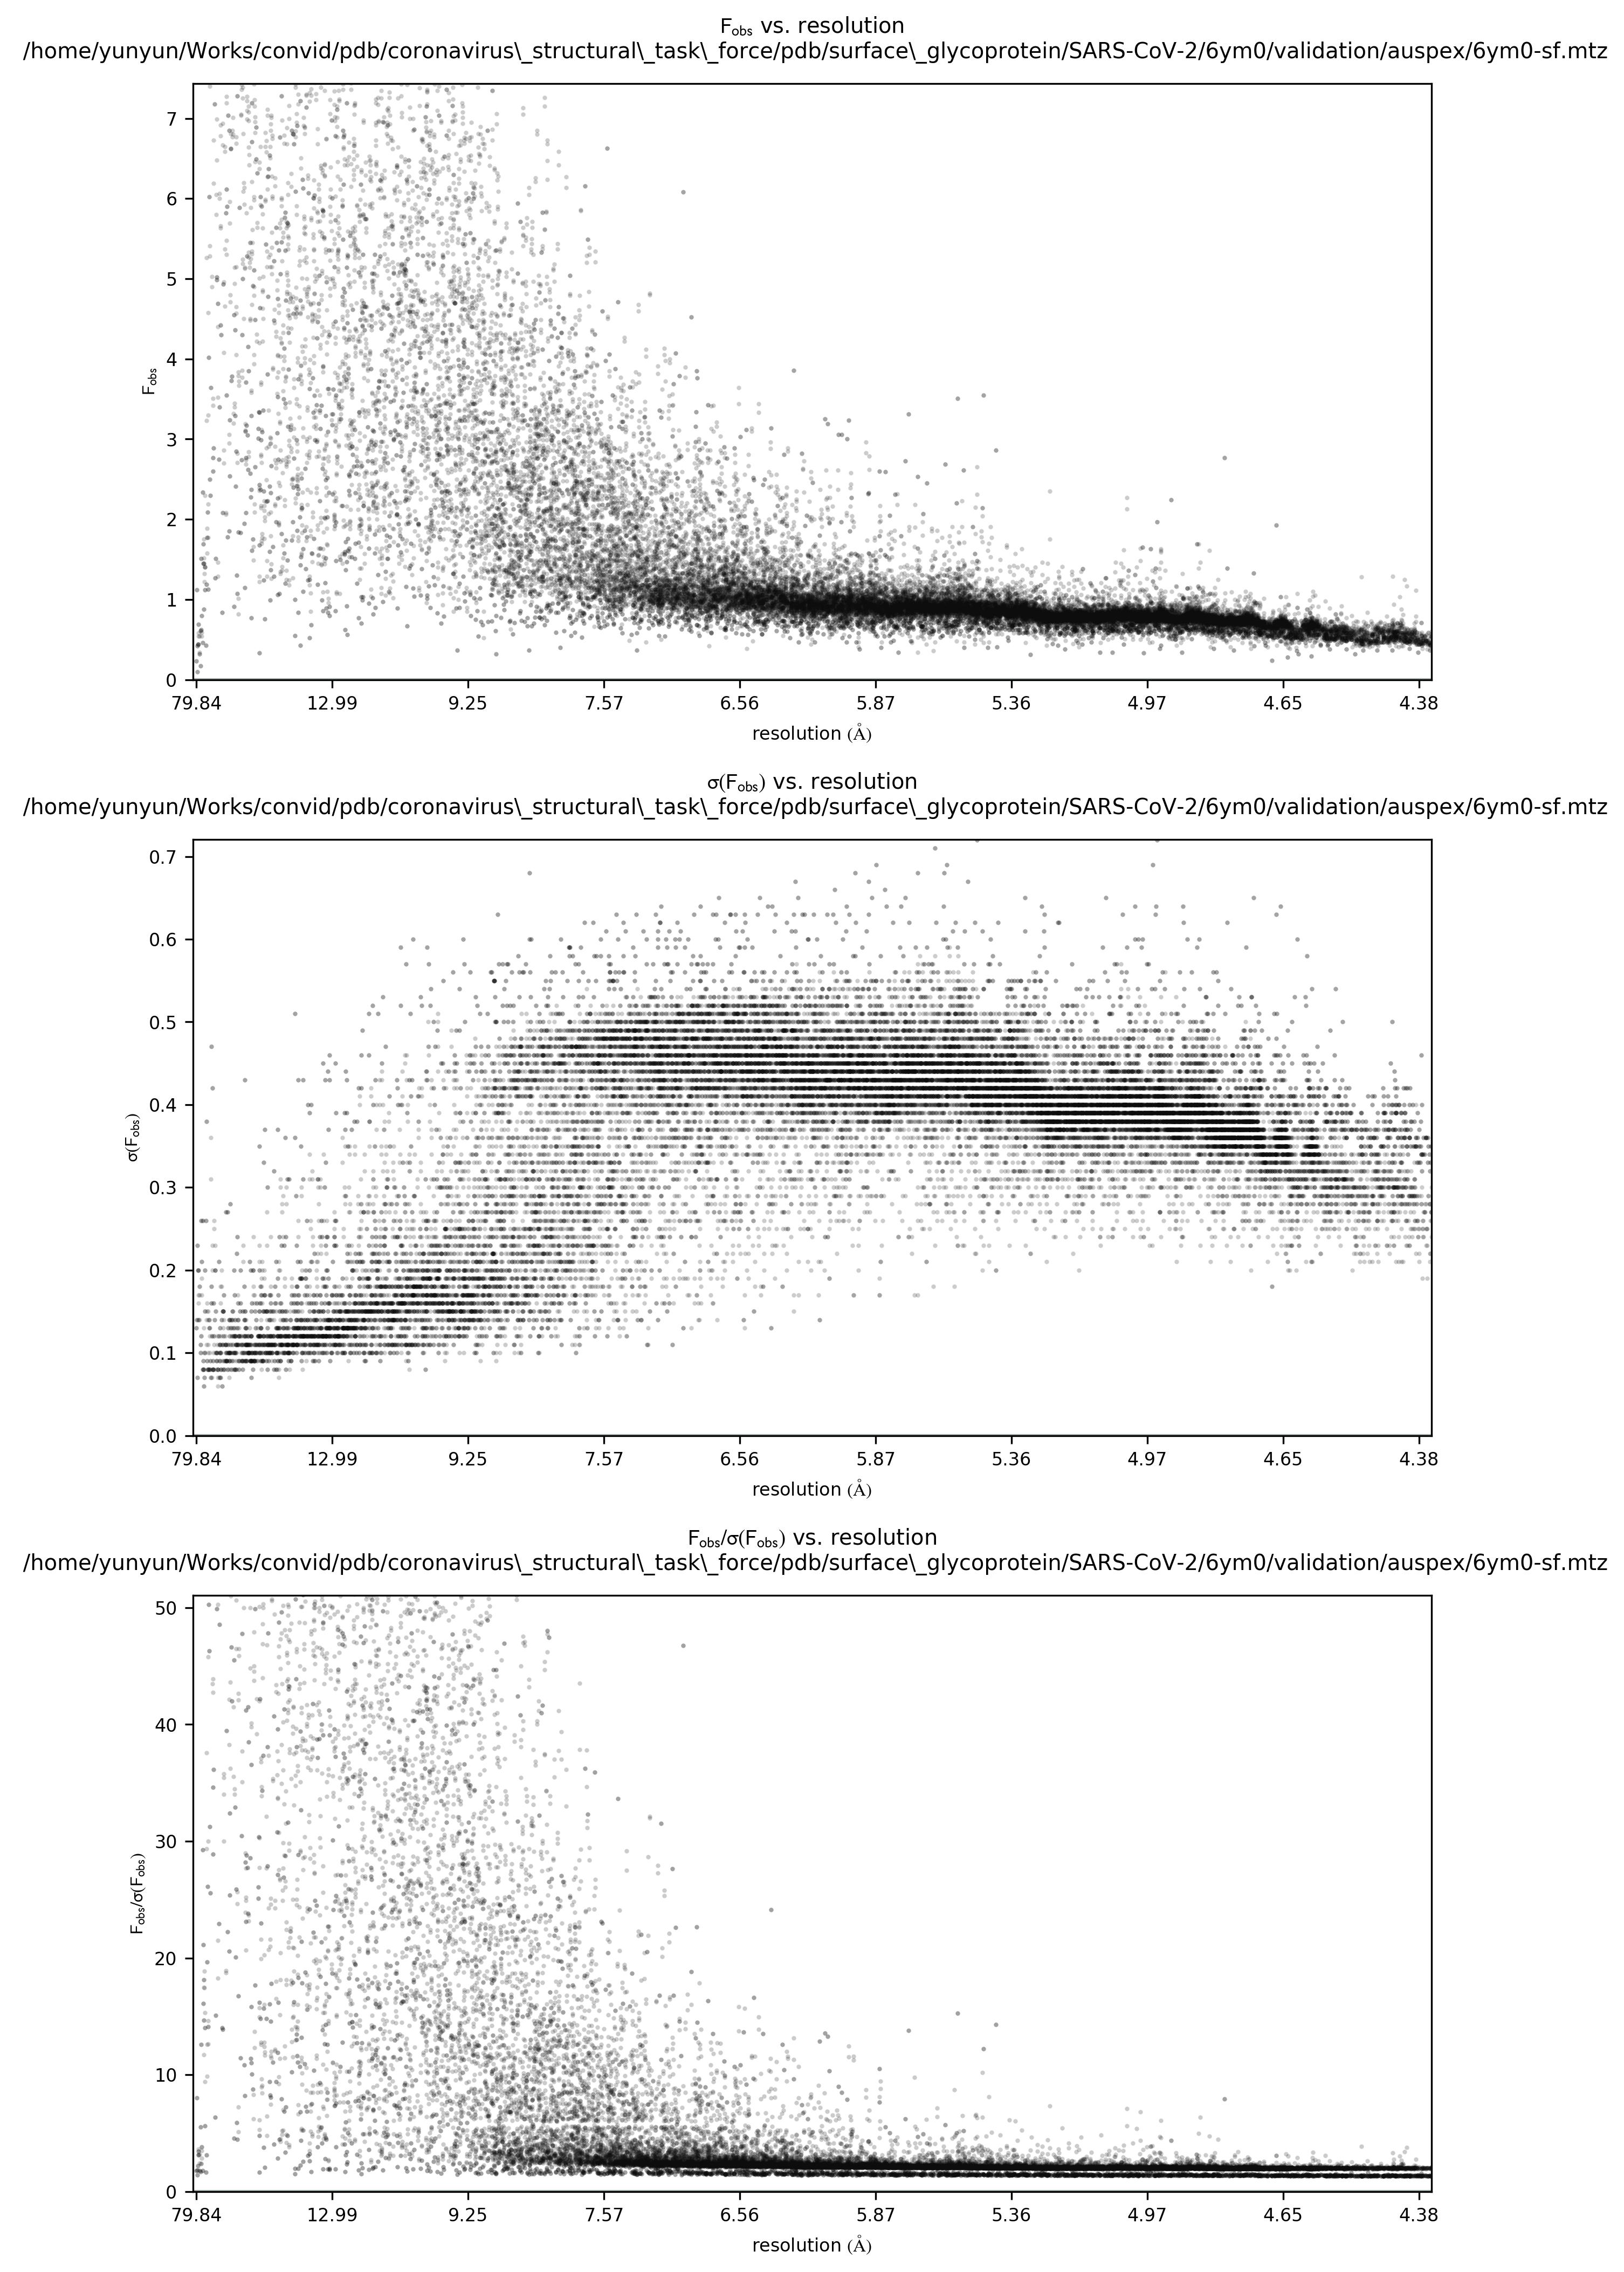 Fobs vs. resolution
/home/yunyun/Works/convid/pdb/coronavirus\_structural\_task\_force/pdb/surface\_glycoprotein/SARS-CoV-2/6ym0/validation/auspex/6ym0-sf.mtz
7
6
5
4
3
2
1
0
Fobs
79.84 12.99 9.25 7.57 6.56 5.87 5.36 4.97 4.65 4.38
resolution (Å)
σ(Fobs) vs. resolution
/home/yunyun/Works/convid/pdb/coronavirus\_structural\_task\_force/pdb/surface\_glycoprotein/SARS-CoV-2/6ym0/validation/auspex/6ym0-sf.mtz
0.7
0.6
0.5
0.4
0.3
0.2
0.1
0.0
σ(Fobs)
79.84 12.99 9.25 7.57 6.56 5.87 5.36 4.97 4.65 4.38
resolution (Å)
Fobs/σ(Fobs) vs. resolution
/home/yunyun/Works/convid/pdb/coronavirus\_structural\_task\_force/pdb/surface\_glycoprotein/SARS-CoV-2/6ym0/validation/auspex/6ym0-sf.mtz
50
40
30
20
10
0
Fobs/σ(Fobs)
79.84 12.99 9.25 7.57 6.56 5.87 5.36 4.97 4.65 4.38
resolution (Å)